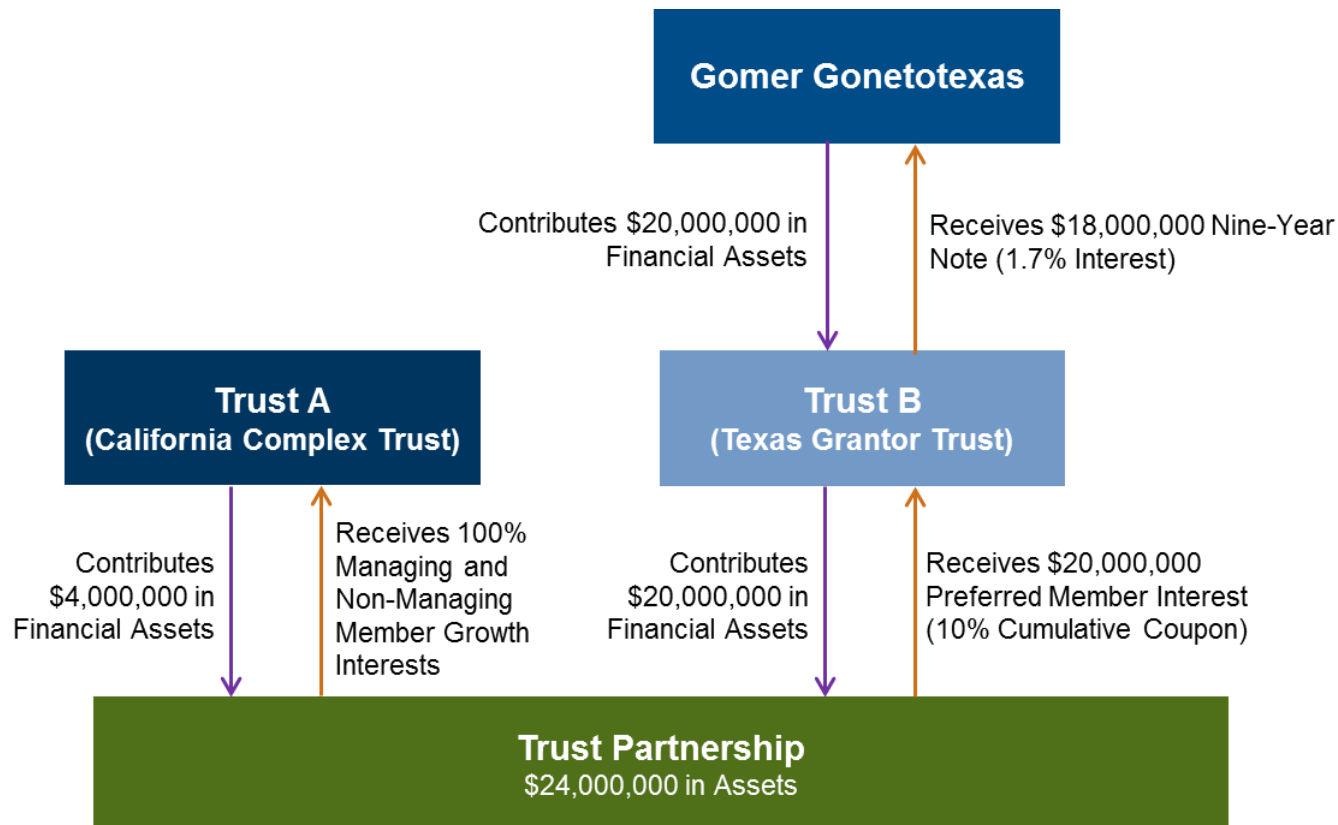 Gomer Gonetotexas
Contributes $20,000,000 in
Financial Assets
Receives $18,000,000 Nine-Year
Note (1.7% Interest)
Trust A
(California Complex Trust)
Trust B
(Texas Grantor Trust)
Contributes
$4,000,000 in
Financial Assets
Receives 100%
Managing and
Non-Managing
Member Growth
Interests
Contributes
$20,000,000 in
Financial Assets
Receives $20,000,000
Preferred Member Interest
(10% Cumulative Coupon)
Trust Partnership
$24,000,000 in Assets